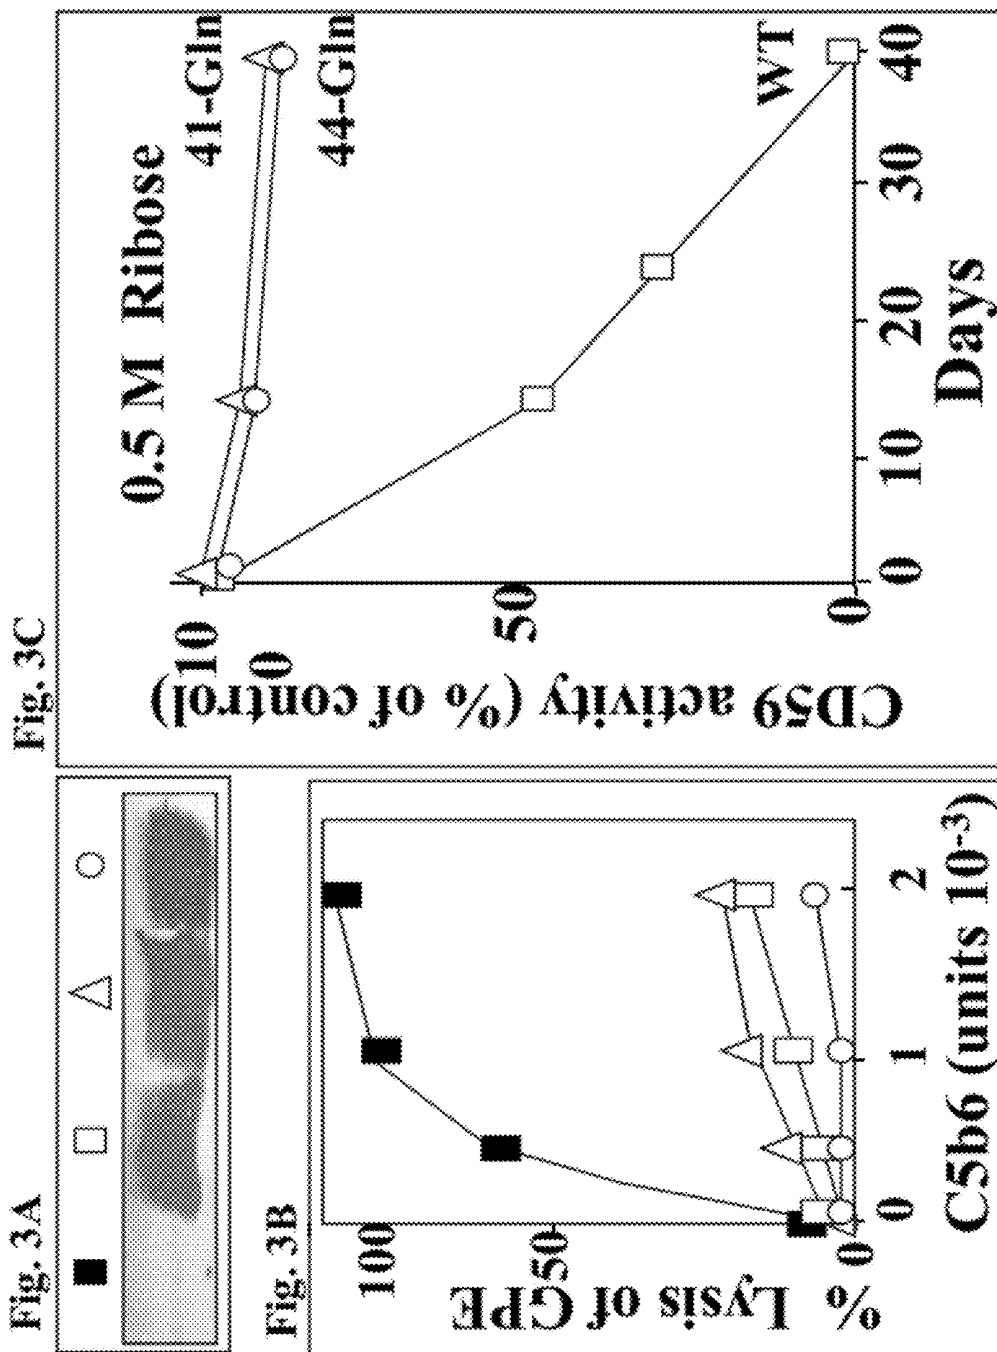 Fig. 3A
Fig. 3B
% Lysis of GPE
100
50
0
0
1
2
C5b6 (units 10⁻³)
Fig. 3C
0.5 M Ribose
41-Gln
44-Gln
WT
CD59 activity (% of control)
10
0
50
0
0
10
20
30
40
Days